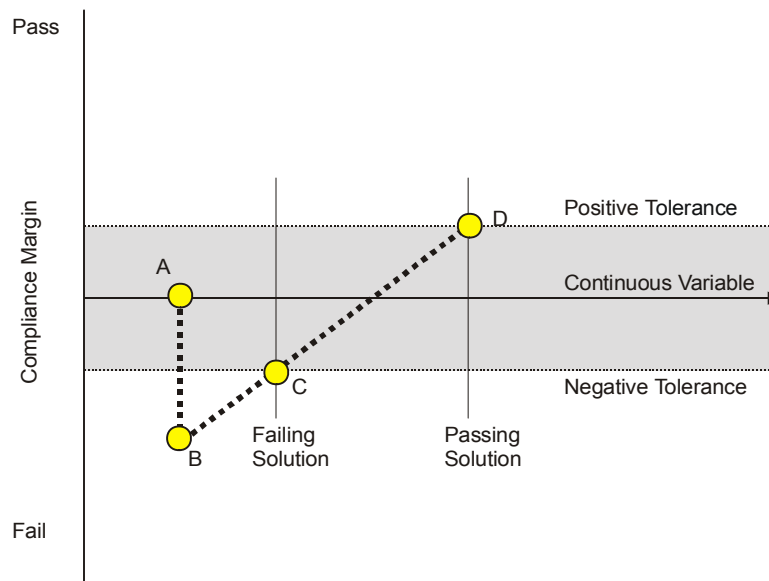 Pass
Positive Tolerance
D
A
Continuous Variable
Compliance Margin
C
Negative Tolerance
B
Failing
Solution
Passing
Solution
Fail